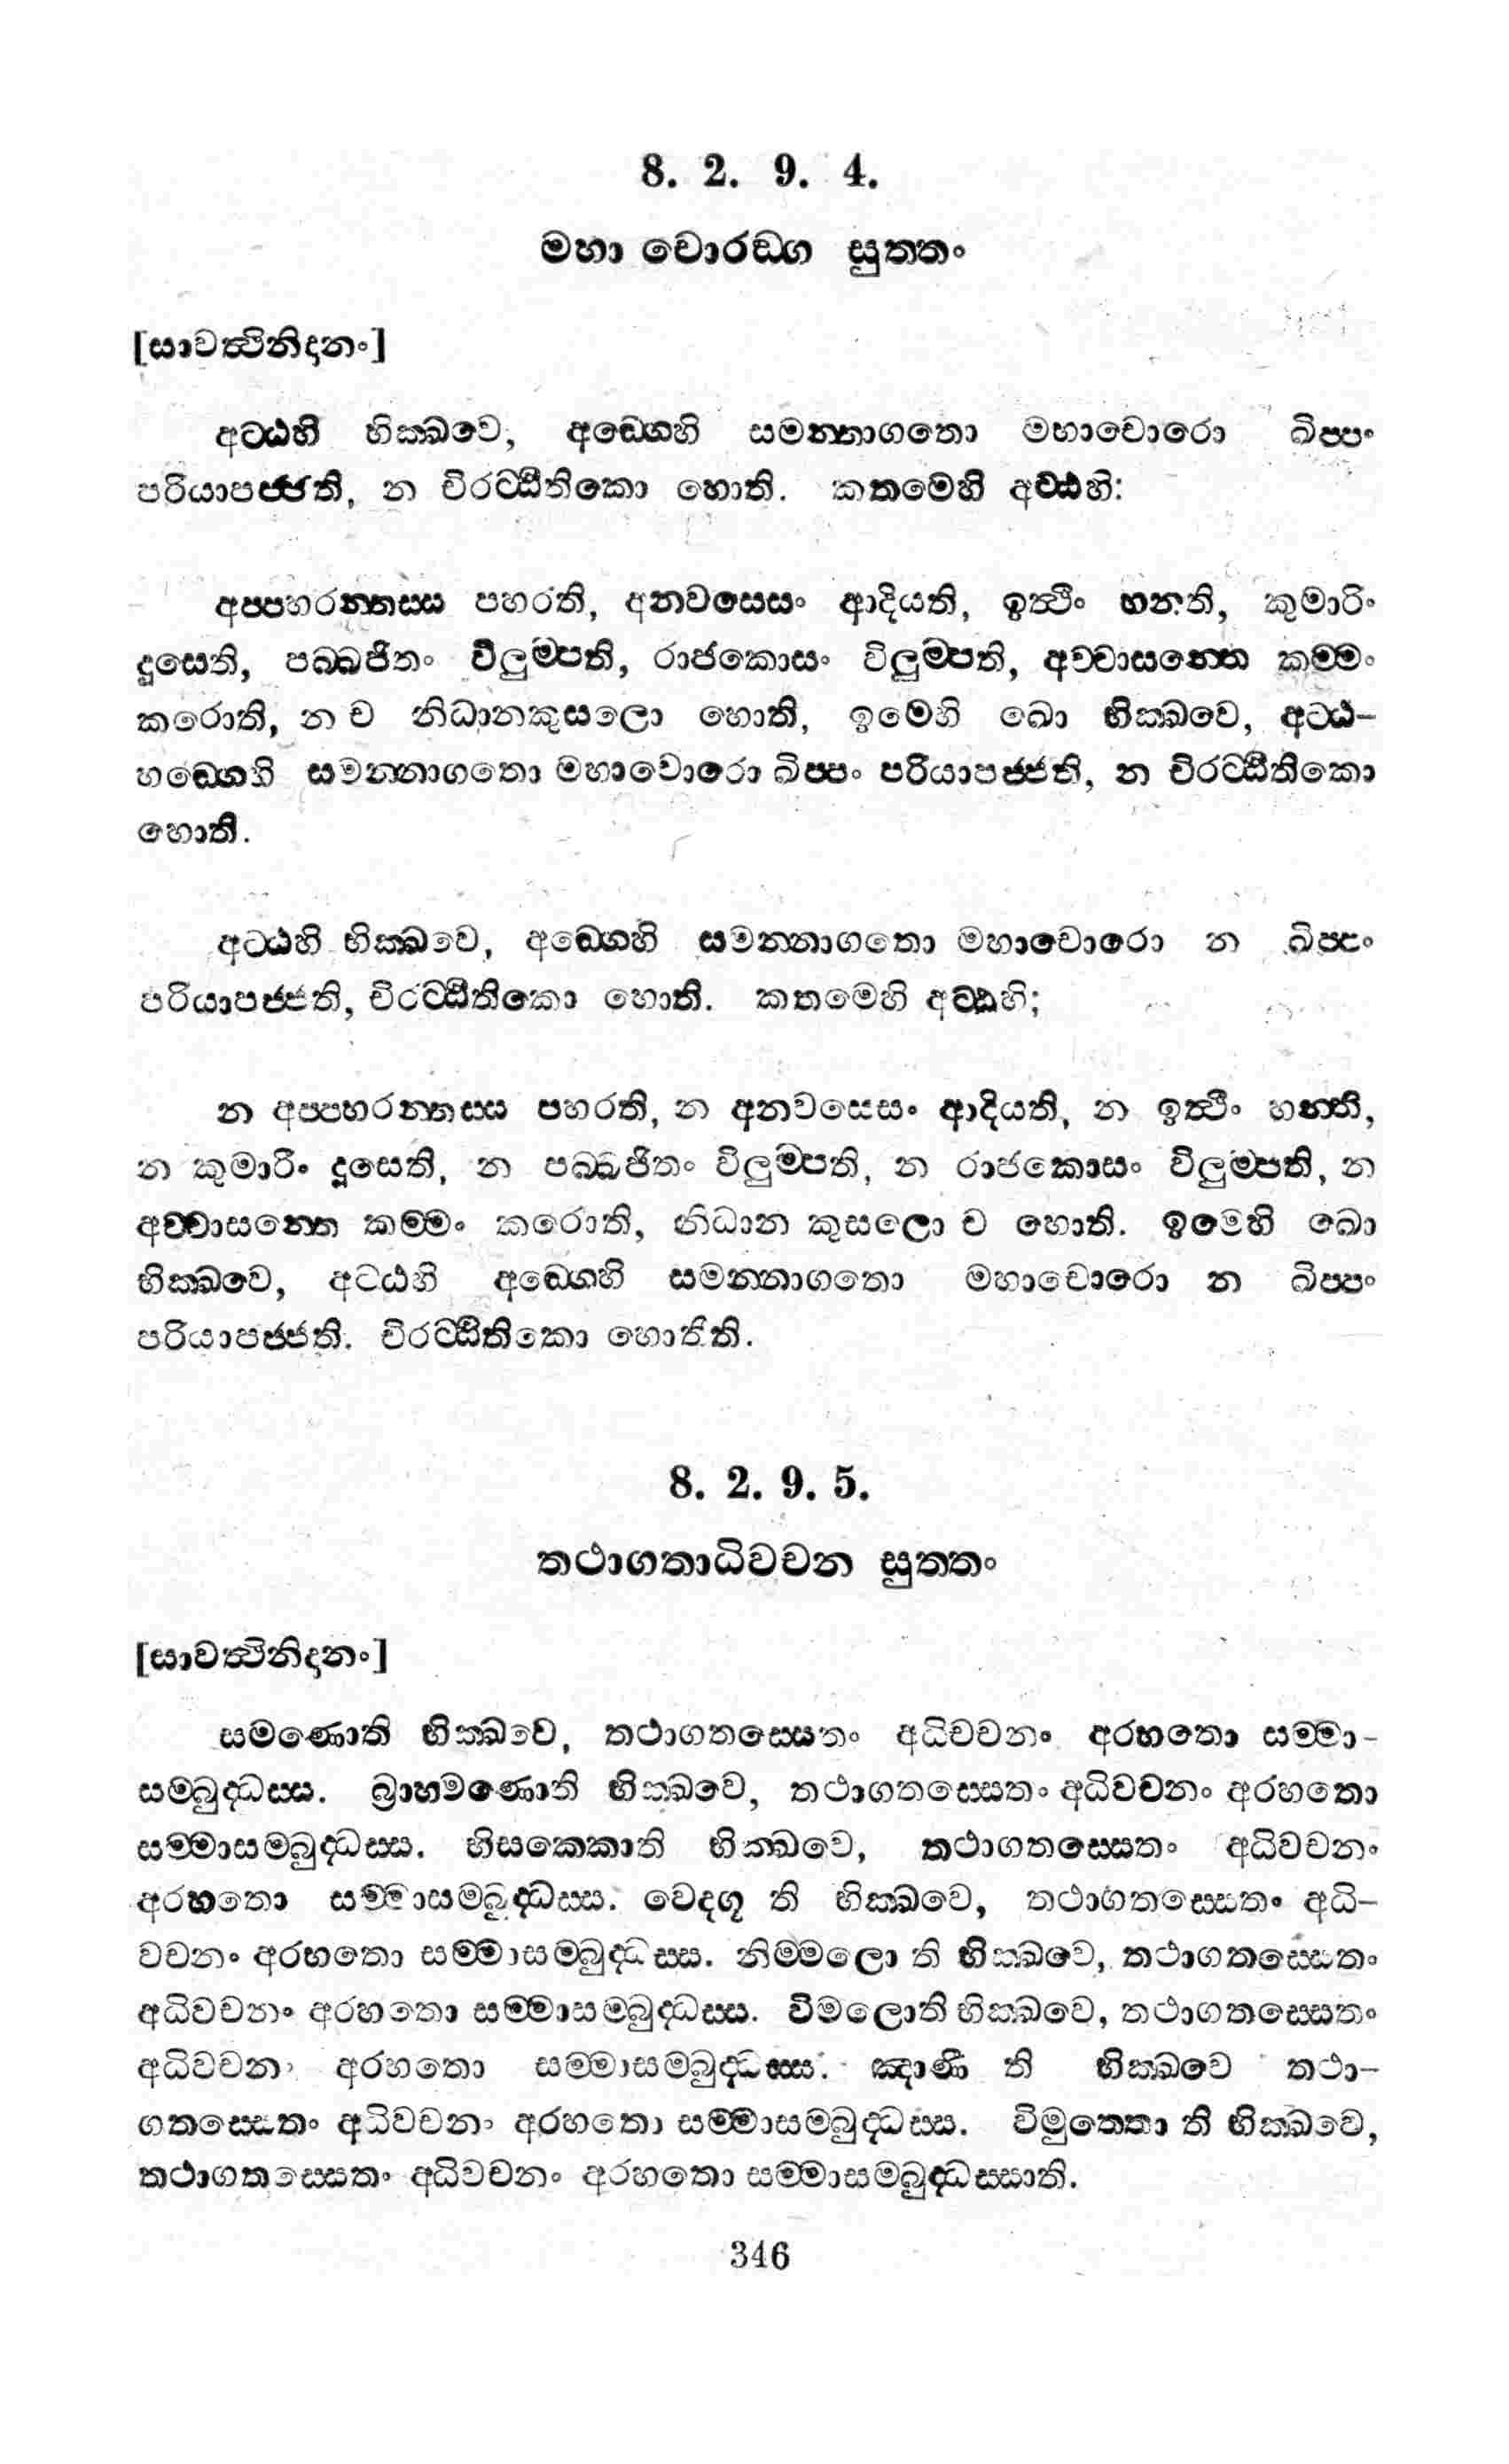 8. 2. 9. 4.
මහා චොරඞ්ග සුත්තං
[සාවත්ථිනිදානං]
අට්ඨහි භික්ඛවෙ, අඞ්ගෙහි සමන්නාගතො මහාචොරො ඛිප්පං
පරියාපජ්ජති, න චිරට්ඨිතිකො හොති. කතමෙහි අට්ඨහි:
අප්පහරන්තස්ස පහරති, අනවසෙසං ආදියති, ඉත්ථිං හනති, කුමාරිං
දූසෙති, පබ්බජිතං විලුම්පති, රාජකොසං විලුම්පති, අච්චාසන්නෙ කම්මං
කරොති, න ච නිධානකුසලො හොති, ඉමෙහි ඛො භික්ඛවෙ, අට්ඨ-
හඞ්ගෙහි සමන්නාගතො මහාචොරො ඛිප්පං පරියාපජ්ජති, න චිරට්ඨිතිකො
හොති.
අට්ඨහි භික්ඛවෙ, අඞ්ගෙහි සමන්නාගතො මහාචොරො න ඛිප්පං
පරියාපජ්ජති, චිරට්ඨිතිකො හොති. කතමෙහි අට්ඨහි;
න අප්පහරන්තස්ස පහරති, න අනවසෙසං ආදියති, න ඉත්ථිං හන්ති,
න කුමාරිං දූසෙති, න පබ්බජිතං විලුම්පති, න රාජකොසං විලුම්පති, න
අච්චාසන්නෙ කම්මං කරොති, නිධාන කුසලො ච හොති. ඉමෙහි ඛො
භික්ඛවෙ, අට්ඨහි අඞ්ගෙහි සමන්නාගතො මහාචොරො න ඛිප්පං
පරියාපජ්ජති. චිරට්ඨිතිකො හොතීති.
8. 2. 9. 5.
තථාගතාධිවචන සුත්තං
[සාවත්ථිනිදානං]
සමණොති භික්ඛවෙ, තථාගතස්සෙතං අධිවචනං අරහතො සම්මා-
සම්බුද්ධස්ස. බ්‍රාහ්මණොති භික්ඛවෙ, තථාගතස්සෙතං අධිවචනං අරහතො
සම්මාසම්බුද්ධස්ස. භිසක්කොති භික්ඛවෙ, තථාගතස්සෙතං අධිවචනං
අරහතො සම්මාසම්බුද්ධස්ස. වෙදගූ ති භික්ඛවෙ, තථාගතස්සෙතං අධි-
වචනං අරහතො සම්මාසම්බුද්ධස්ස. නිම්මලො ති භික්ඛවෙ, තථාගතස්සෙතං
අධිවචනං අරහතො සම්මාසම්බුද්ධස්ස. විමලොති භික්ඛවෙ, තථාගතස්සෙතං
අධිවචනං අරහතො සම්මාසම්බුද්ධස්ස. ඤාණී ති භික්ඛවෙ තථා-
ගතස්සෙතං අධිවචනං අරහතො සම්මාසම්බුද්ධස්ස. විමුත්තො ති භික්ඛවෙ,
තථාගතස්සෙතං අධිවචනං අරහතො සම්මාසම්බුද්ධස්සාති.
346